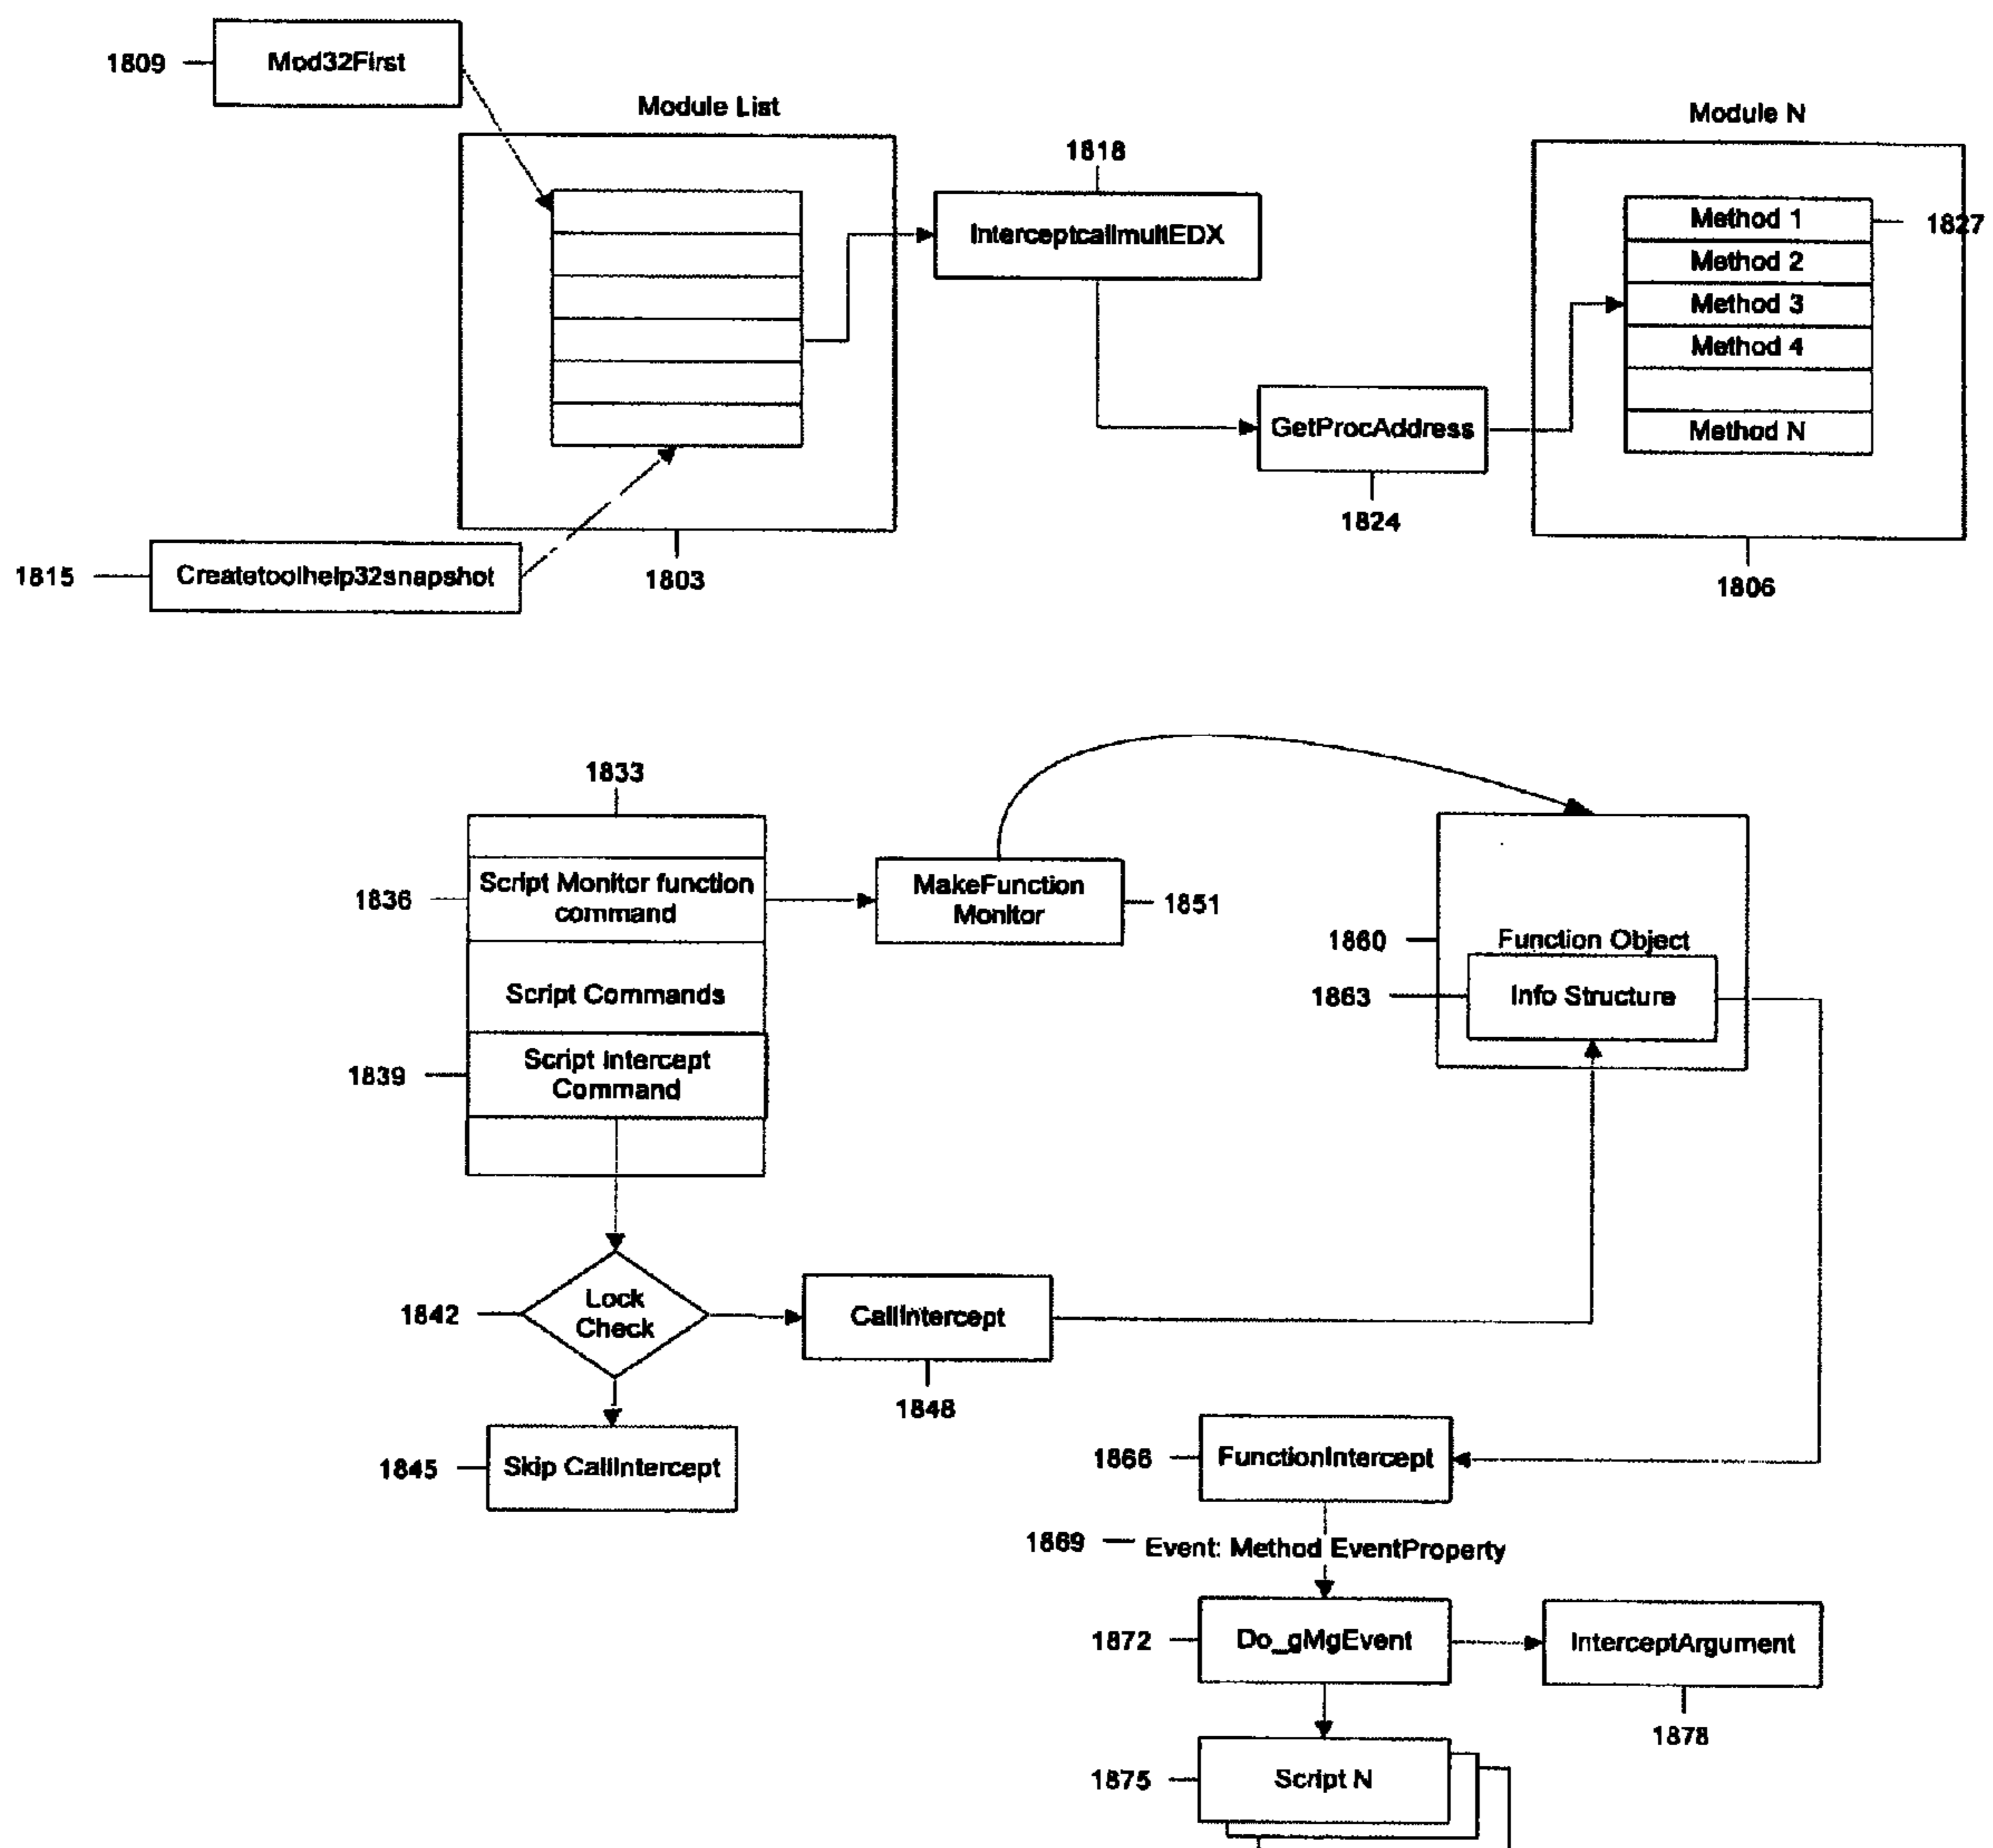 1809
Mod32First
Module List
Module N
1818
InterceptcallmultEDX
Method 1
1827
Method 2
Method 3
Method 4
Method N
GetProcAddress
1824
1815
Createtoolhelp32snapshot
1803
1806
1833
1836
Script Monitor function
command
MakeFunction
Monitor
1851
1860
Function Object
Script Commands
1863
Info Structure
1839
Script Intercept
Command
1842
Lock
Check
CallIntercept
1848
1845
Skip CallIntercept
1866
FunctionIntercept
1869
Event: Method EventProperty
1872
Do_gMgEvent
InterceptArgument
1878
1875
Script N